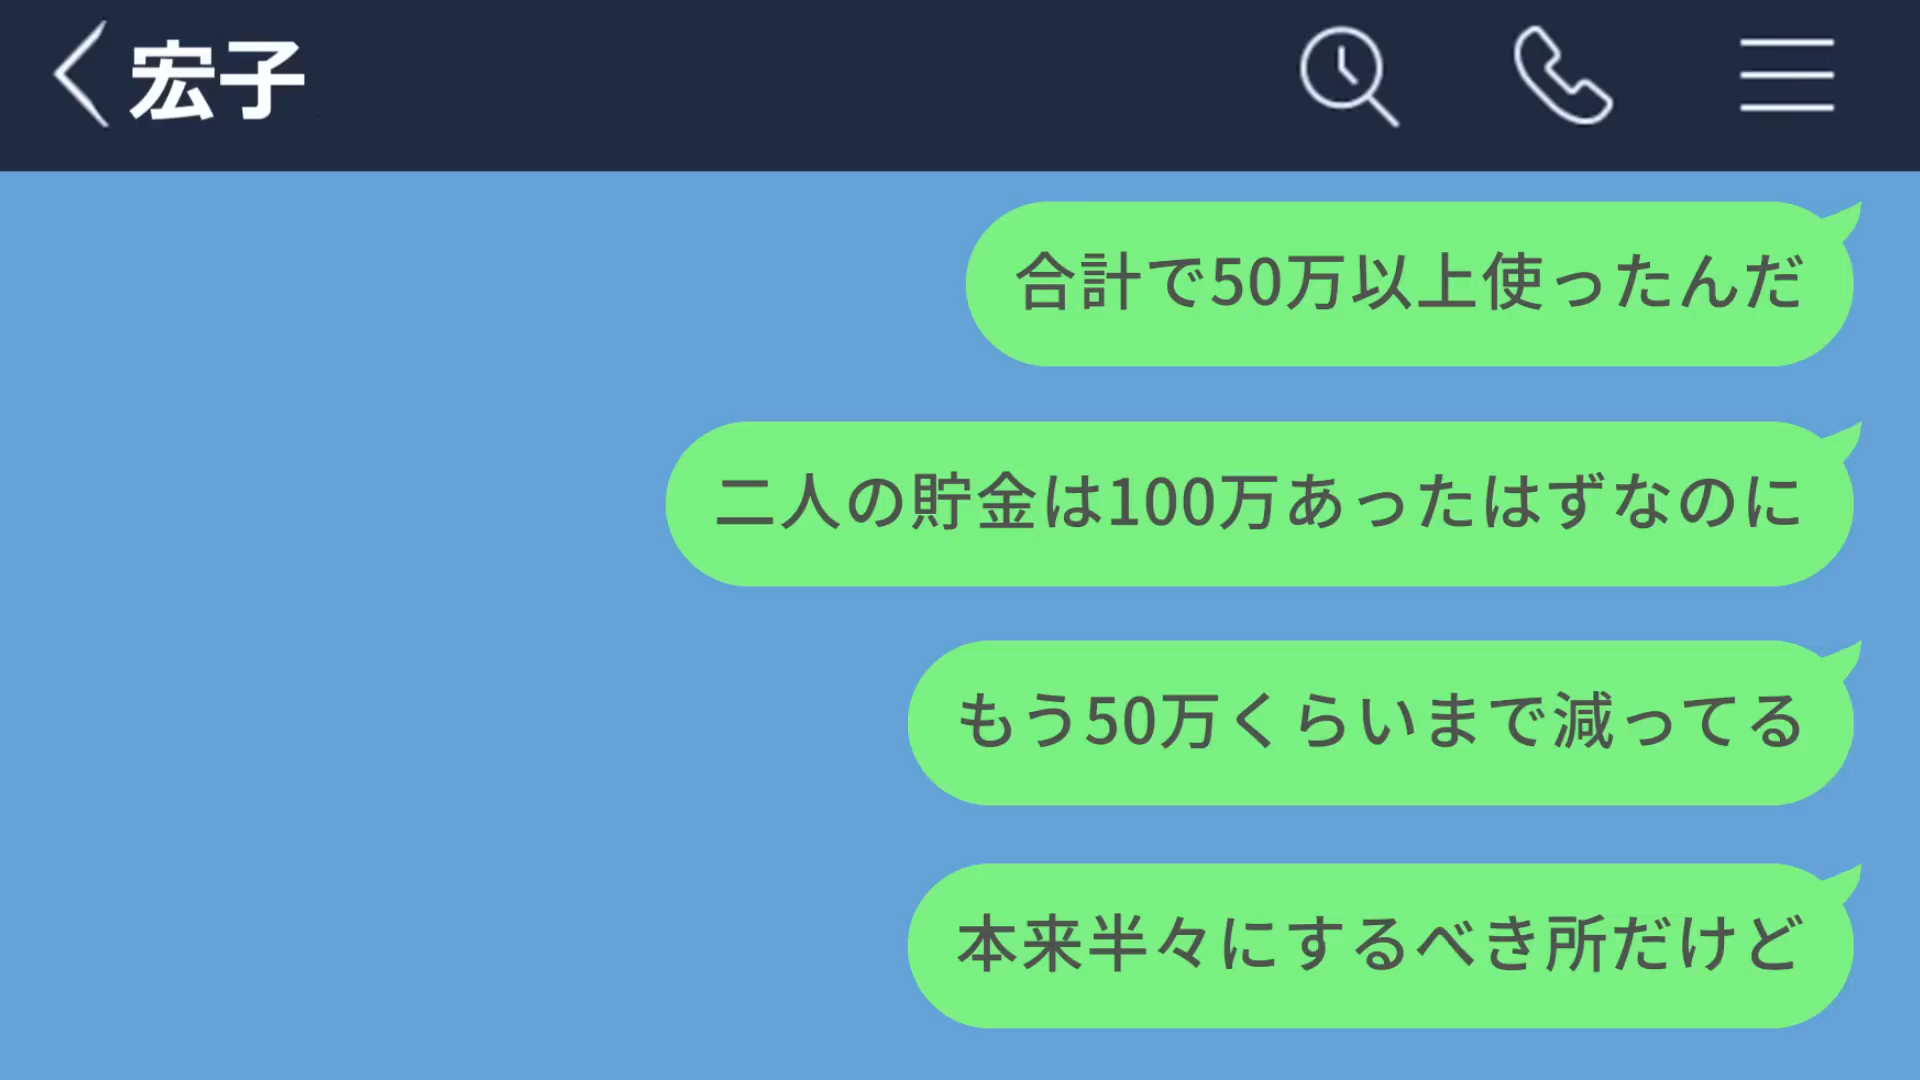 宏子
合計で50万以上使ったんだ
二人の貯金は100万あったはずなのに
もう50万くらいまで減ってる
本来半々にするべき所だけど